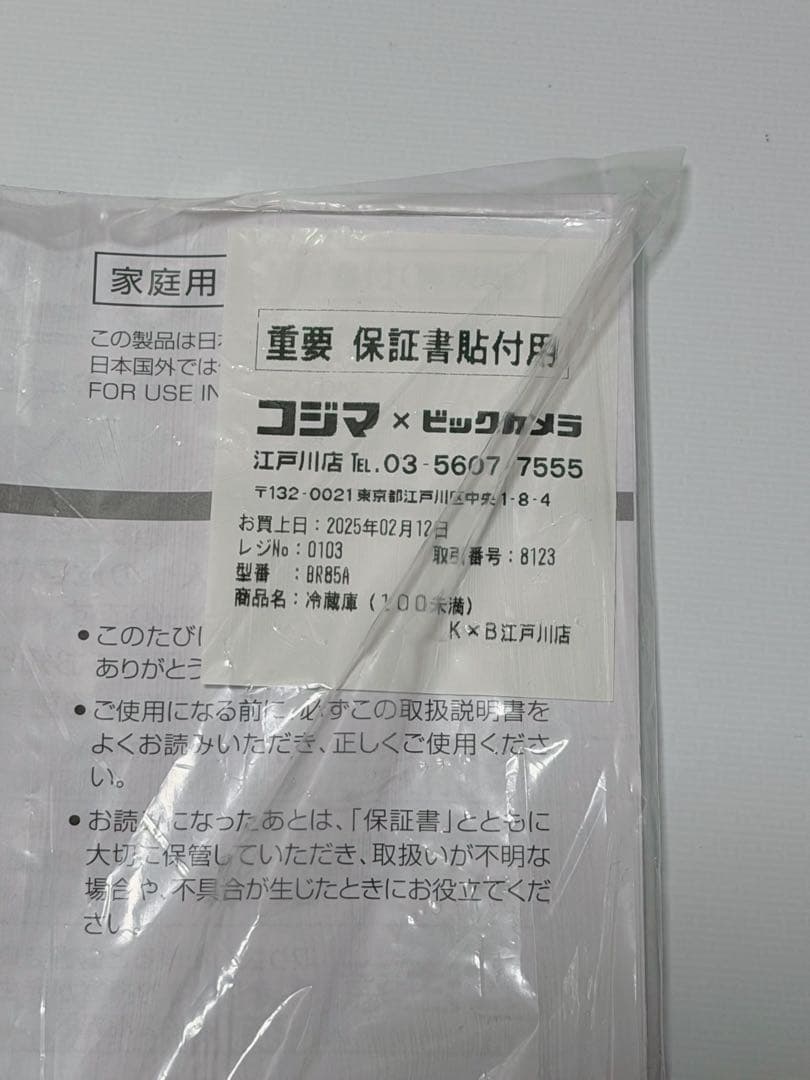 家庭用
この製品は日
日本国外では
FOR USE IN
重要 保証書貼付用
コジマ×ビックカメラ
江戸川店 TEL.03-5607-7555
〒132-0021東京都江戸川区中央1-8-4
お買上日：2025年02月12日
レジNo：0103 取引番号：8123
型番 ：BR85A
商品名：冷蔵庫（１００未満）
K×B江戸川店
●このたびに
ありがとう
●ご使用になる前に、必ずこの取扱説明書を
よくお読みいただき、正しくご使用くださ
い。
●お読みになったあとは、「保証書」とともに
大切に保管していただき、取扱いが不明な
場合や、不具合が生じたときにお役立てくだ
さい。